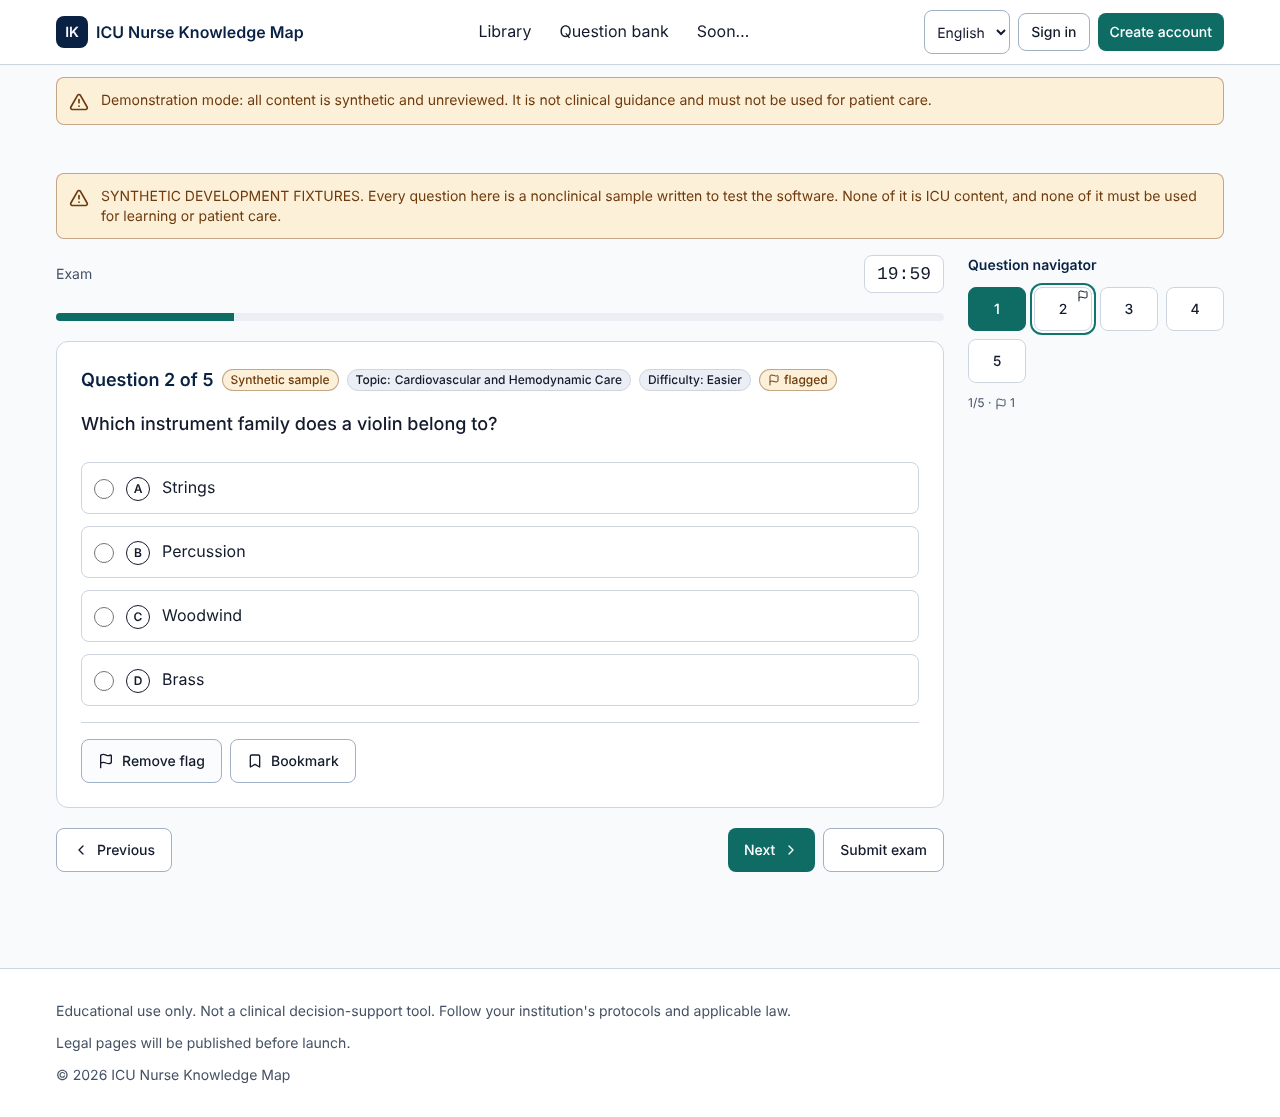 IK ICU Nurse Knowledge Map Library Question bank Soon... English Sign in Create account
Demonstration mode: all content is synthetic and unreviewed. It is not clinical guidance and must not be used for patient care.
SYNTHETIC DEVELOPMENT FIXTURES. Every question here is a nonclinical sample written to test the software. None of it is ICU content, and none of it must be used
for learning or patient care.
Exam 19:59
Question 2 of 5 Synthetic sample Topic: Cardiovascular and Hemodynamic Care Difficulty: Easier flagged
Which instrument family does a violin belong to?
A Strings
B Percussion
C Woodwind
D Brass
Remove flag Bookmark
Previous Next Submit exam
Question navigator
1 2 3 4
5
1/5 · 1
Educational use only. Not a clinical decision-support tool. Follow your institution's protocols and applicable law.
Legal pages will be published before launch.
© 2026 ICU Nurse Knowledge Map